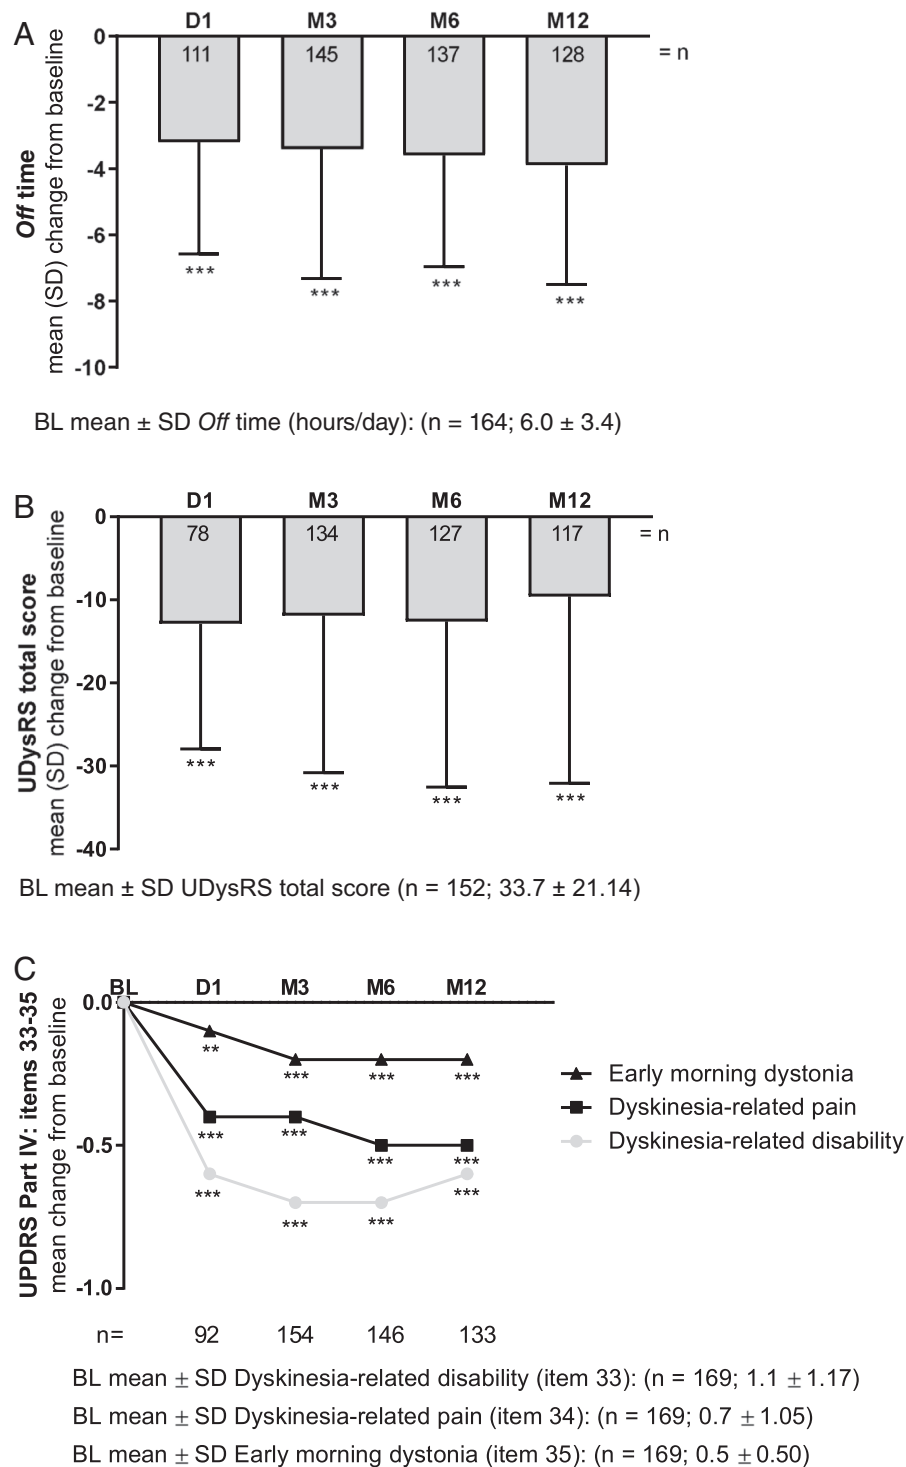 A
D1 M3 M6 M12
0
111 145 137 128
= n
-2
-4
-6
-8
-10
*** *** *** ***
Off time
mean (SD) change from baseline
BL mean ± SD Off time (hours/day): (n = 164; 6.0 ± 3.4)
B
D1 M3 M6 M12
0
78 134 127 117
= n
-10
-20
-30
-40
*** *** *** ***
UDysRS total score
mean (SD) change from baseline
BL mean ± SD UDysRS total score (n = 152; 33.7 ± 21.14)
C
BL D1 M3 M6 M12
0.0
-0.5
-1.0
** *** *** ***
*** *** *** ***
*** *** *** ***
UPDRS Part IV: items 33-35
mean change from baseline
Early morning dystonia
Dyskinesia-related pain
Dyskinesia-related disability
n= 92 154 146 133
BL mean ± SD Dyskinesia-related disability (item 33): (n = 169; 1.1 ± 1.17)
BL mean ± SD Dyskinesia-related pain (item 34): (n = 169; 0.7 ± 1.05)
BL mean ± SD Early morning dystonia (item 35): (n = 169; 0.5 ± 0.50)